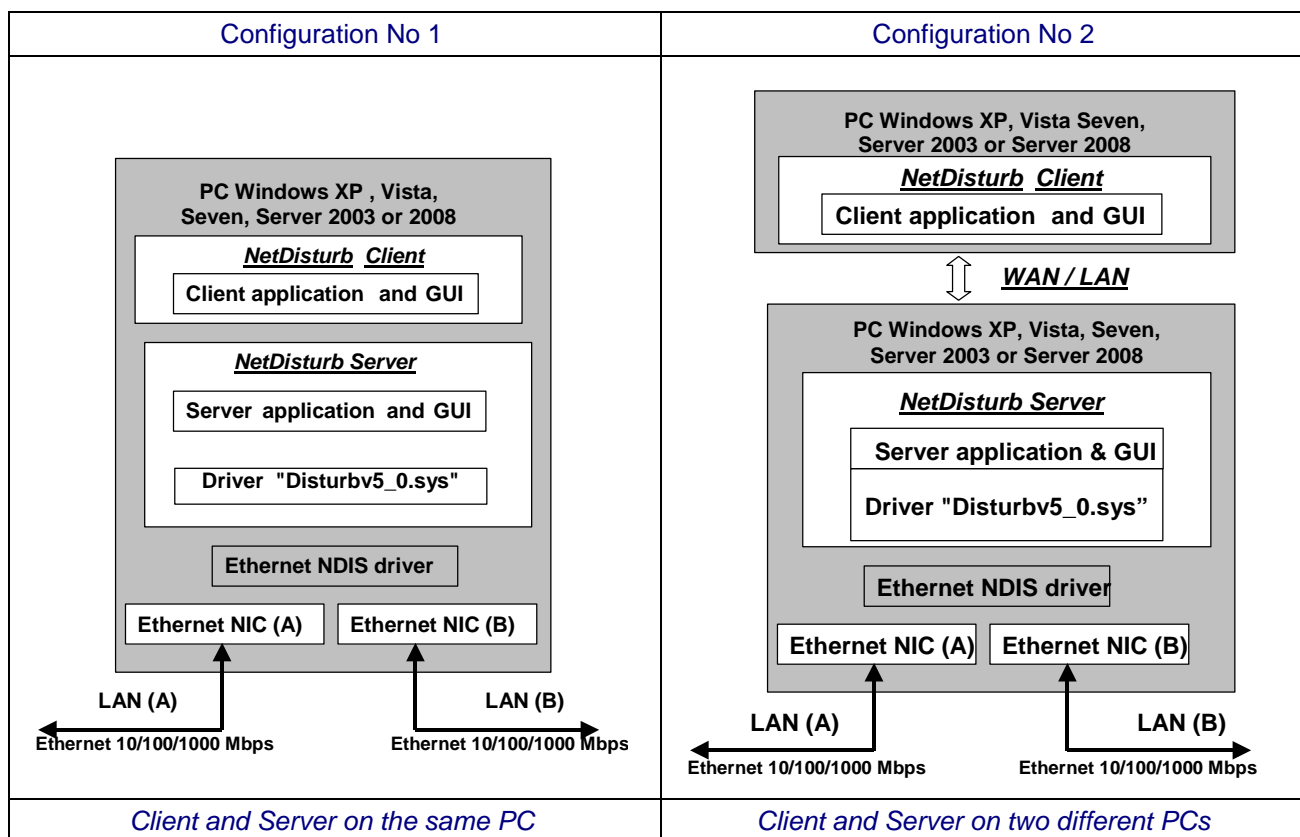 Configuration No 1
PC Windows XP , Vista,
Seven, Server 2003 or 2008
NetDisturb Client
Client application and GUI
NetDisturb Server
Server application and GUI
Driver "Disturbv5_0.sys"
Ethernet NDIS driver
Ethernet NIC (A)
Ethernet NIC (B)
LAN (A)
LAN (B)
Ethernet 10/100/1000 Mbps
Ethernet 10/100/1000 Mbps
Client and Server on the same PC
Configuration No 2
PC Windows XP, Vista Seven,
Server 2003 or Server 2008
NetDisturb Client
Client application and GUI
WAN / LAN
PC Windows XP, Vista, Seven,
Server 2003 or Server 2008
NetDisturb Server
Server application & GUI
Driver "Disturbv5_0.sys”
Ethernet NDIS driver
Ethernet NIC (A)
Ethernet NIC (B)
LAN (A)
LAN (B)
Ethernet 10/100/1000 Mbps
Ethernet 10/100/1000 Mbps
Client and Server on two different PCs